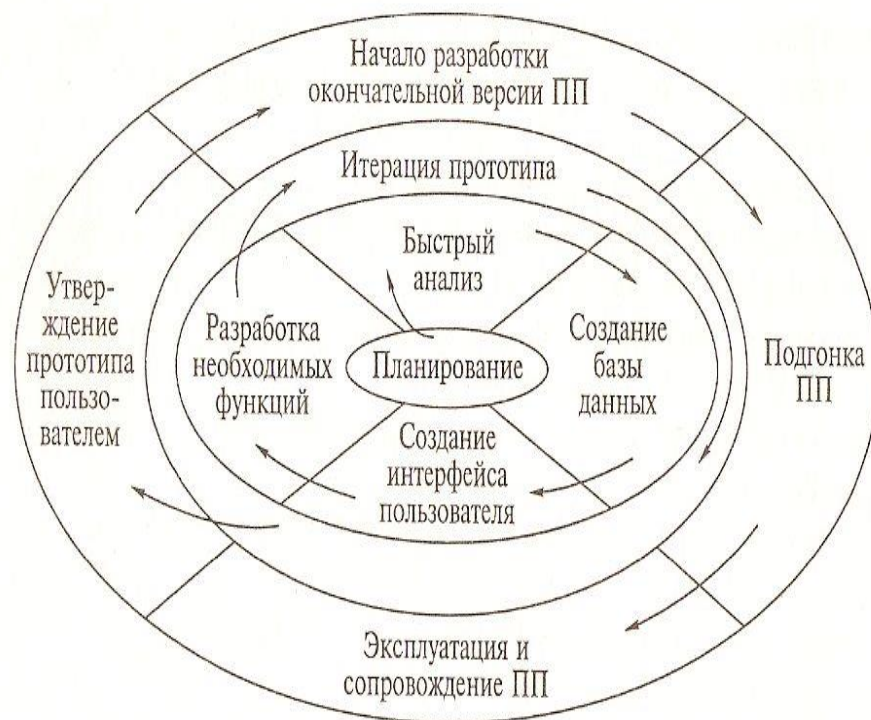 Начало разработки
окончательной версии ПП
Итерация прототипа
Быстрый
анализ
Утвер-
ждение
прототипа
пользо-
вателем
Разработка
необходимых
функций
Планирование
Создание
базы
данных
Подгонка
ПП
Создание
интерфейса
пользователя
Эксплуатация и
сопровождение ПП